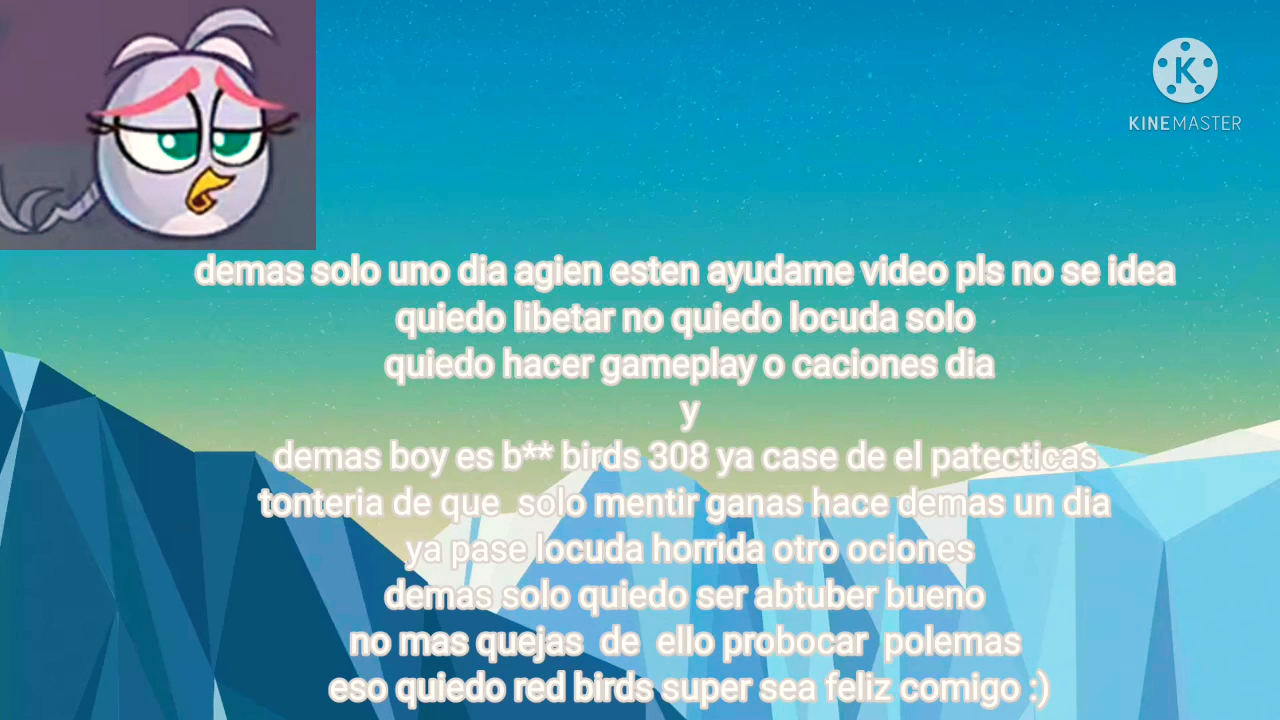 KINEMASTER
demas solo uno dia agien esten ayudame video pls no se idea
quiedo libetar no quiedo locuda solo
quiedo hacer gameplay o caciones dia
y
demas boy es b** birds 308 ya case de el patecticas
tonteria de que solo mentir ganas hace demas un dia
ya pase locuda horrida otro ociones
demas solo quiedo ser abtuber bueno
no mas quejas de ello probocar polemas
eso quiedo red birds super sea feliz comigo :)